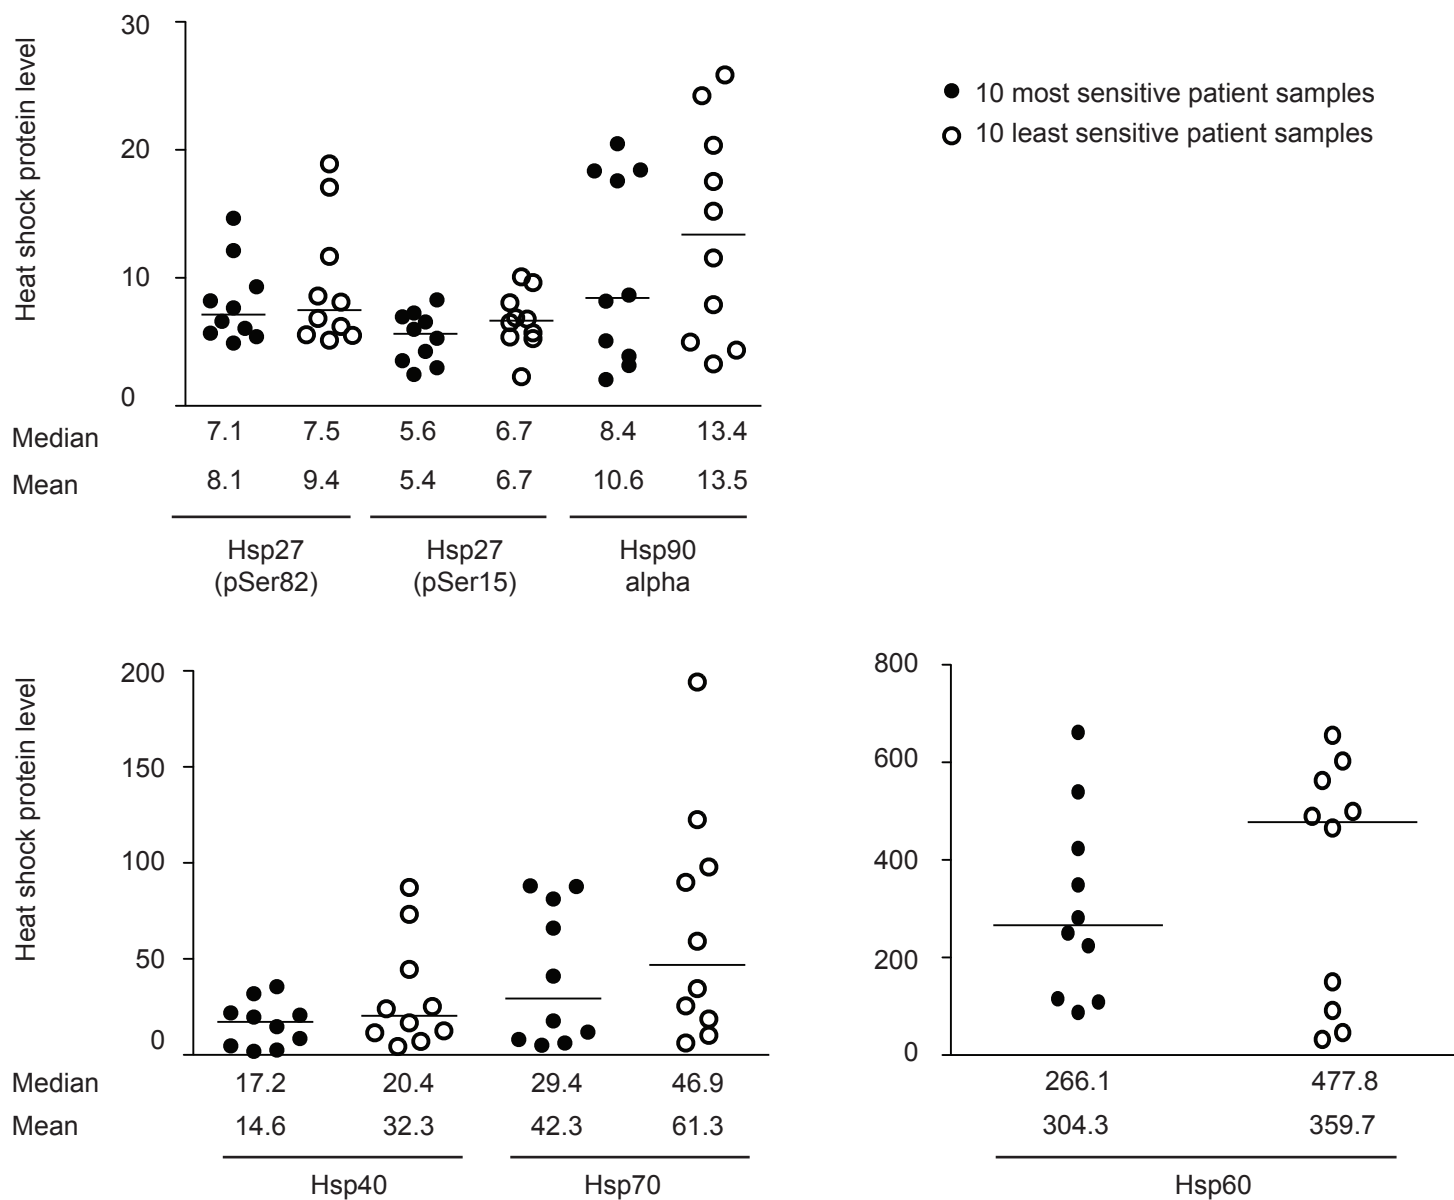 Heat shock protein level
30
20
10
0
10 most sensitive patient samples
10 least sensitive patient samples
Median 7.1 7.5 5.6 6.7 8.4 13.4
Mean 8.1 9.4 5.4 6.7 10.6 13.5
Hsp27 Hsp27 Hsp90
(pSer82) (pSer15) alpha
Heat shock protein level
200
150
100
50
0
800
600
400
200
0
Median 17.2 20.4 29.4 46.9 266.1 477.8
Mean 14.6 32.3 42.3 61.3 304.3 359.7
Hsp40 Hsp70 Hsp60